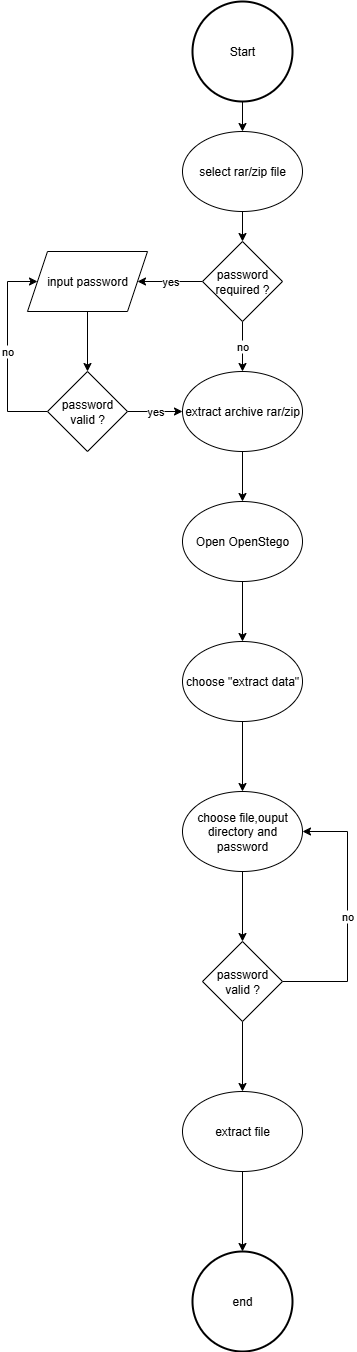 Start
select rar/zip file
password
required ?
yes
input password
no
no
password
valid ?
yes
extract archive rar/zip
Open OpenStego
choose "extract data"
choose file,ouput
directory and
password
no
password
valid ?
extract file
end